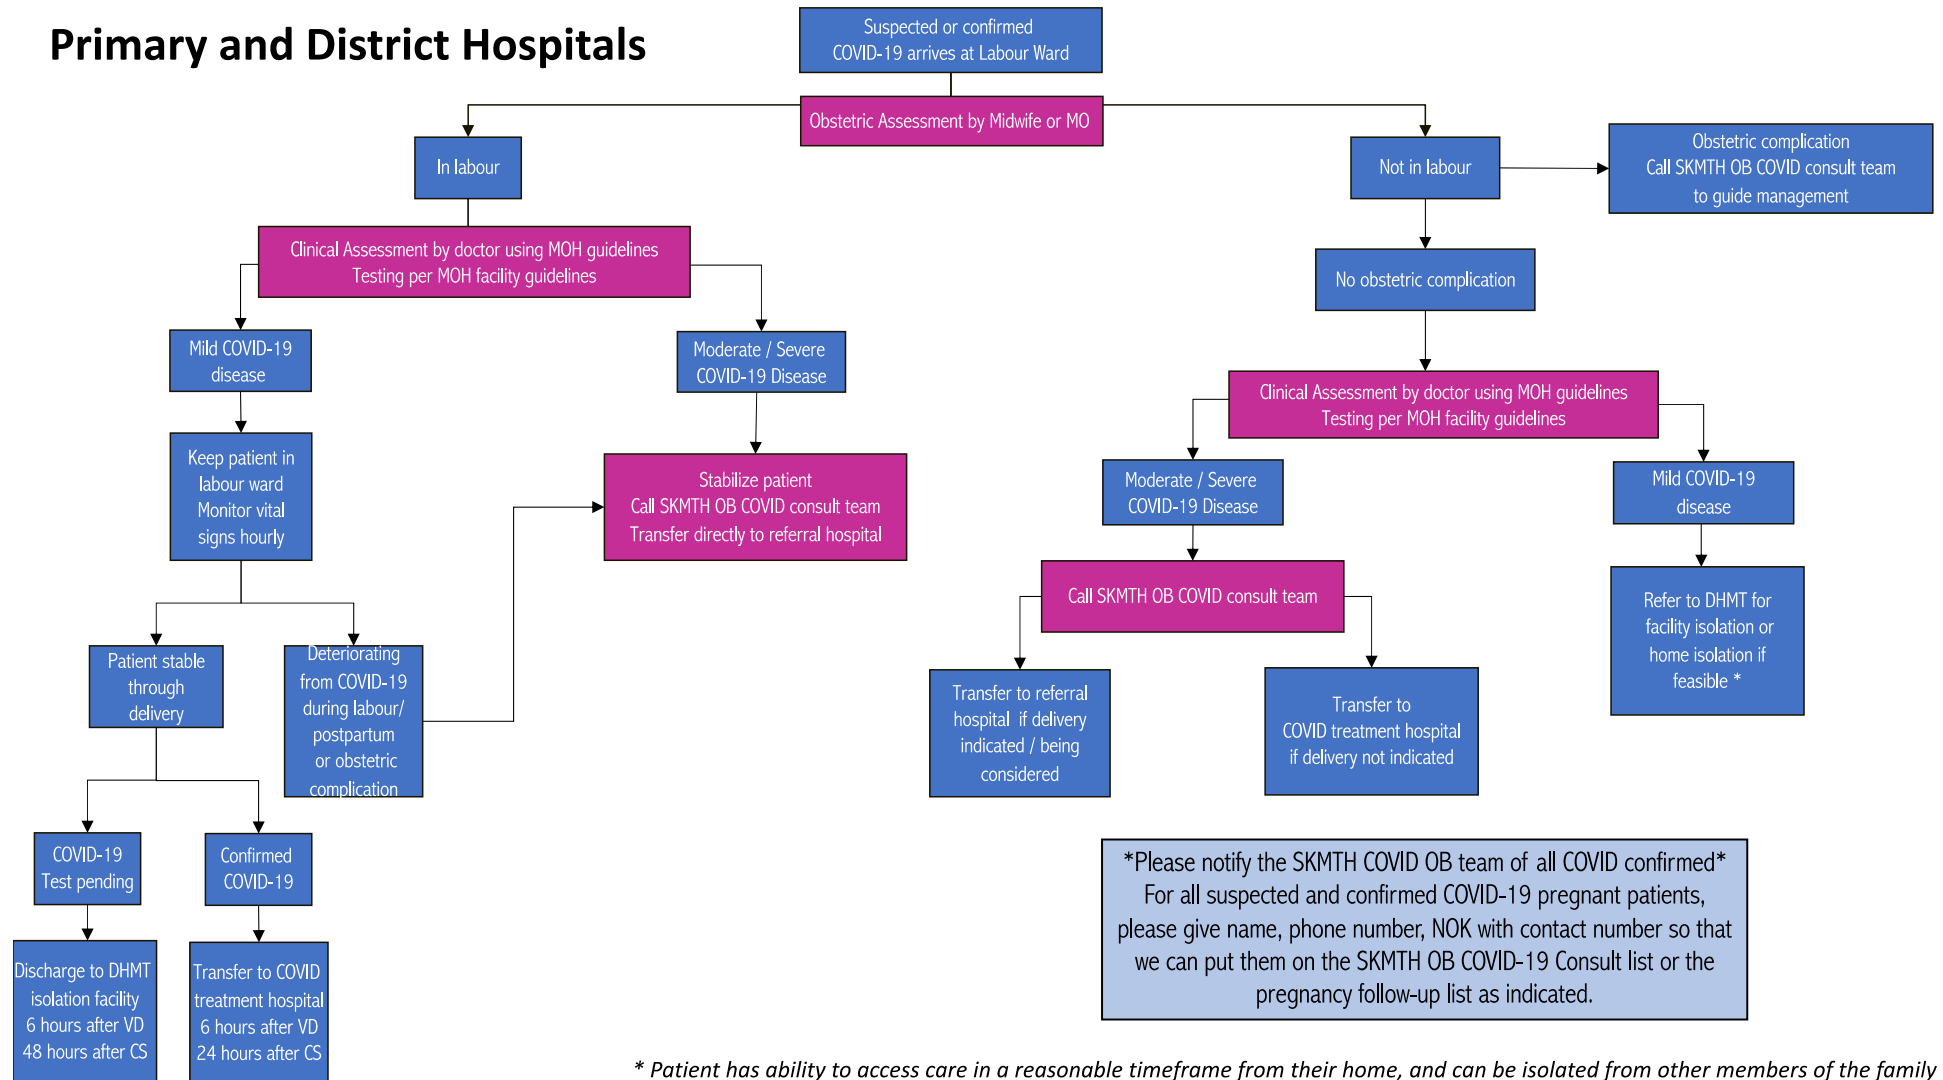 Primary and District Hospitals
Suspected or confirmed
COVID-19 arrives at Labour Ward
Obstetric Assessment by Midwife or MO
In labour
Not in labour
Obstetric complication
Call SKMTH OB COVID consult team
to guide management
Clinical Assessment by doctor using MOH guidelines
Testing per MOH facility guidelines
No obstetric complication
Mild COVID-19
disease
Moderate / Severe
COVID-19 Disease
Clinical Assessment by doctor using MOH guidelines
Testing per MOH facility guidelines
Keep patient in
labour ward
Monitor vital
signs hourly
Stabilize patient
Call SKMTH OB COVID consult team
Transfer directly to referral hospital
Moderate / Severe
COVID-19 Disease
Mild COVID-19
disease
Call SKMTH OB COVID consult team
Refer to DHMT for
facility isolation or
home isolation if
feasible *
Patient stable
through
delivery
Deteriorating
from COVID-19
during labour/
postpartum
or obstetric
complication
Transfer to referral
hospital if delivery
indicated / being
considered
Transfer to
COVID treatment hospital
if delivery not indicated
COVID-19
Test pending
Confirmed
COVID-19
Discharge to DHMT
isolation facility
6 hours after VD
48 hours after CS
Transfer to COVID
treatment hospital
6 hours after VD
24 hours after CS
*Please notify the SKMTH COVID OB team of all COVID confirmed*
For all suspected and confirmed COVID-19 pregnant patients,
please give name, phone number, NOK with contact number so that
we can put them on the SKMTH OB COVID-19 Consult list or the
pregnancy follow-up list as indicated.
* Patient has ability to access care in a reasonable timeframe from their home, and can be isolated from other members of the family